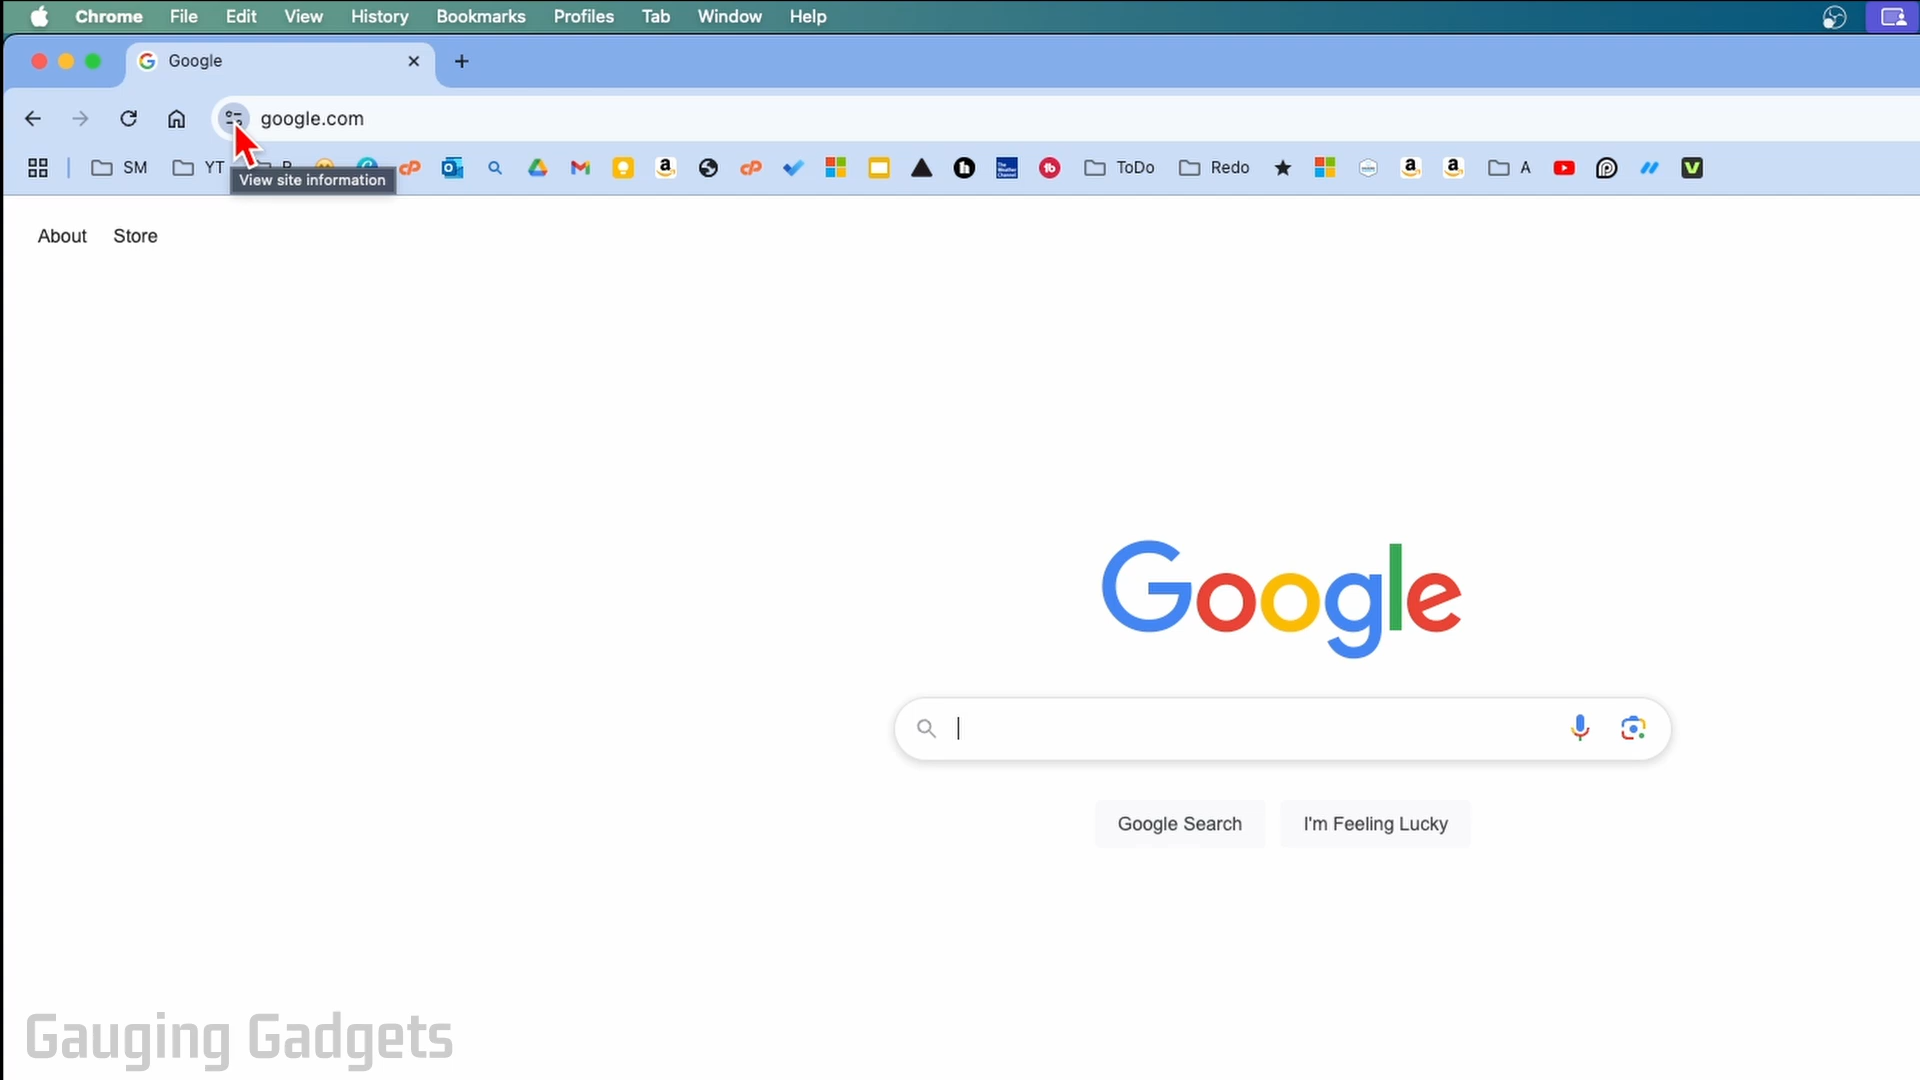 Chrome File Edit View History Bookmarks Profiles Tab Window Help
Google
google.com
SM YT ToDo Redo A
View site information
About Store
Google
Google Search I'm Feeling Lucky
Gauging Gadgets